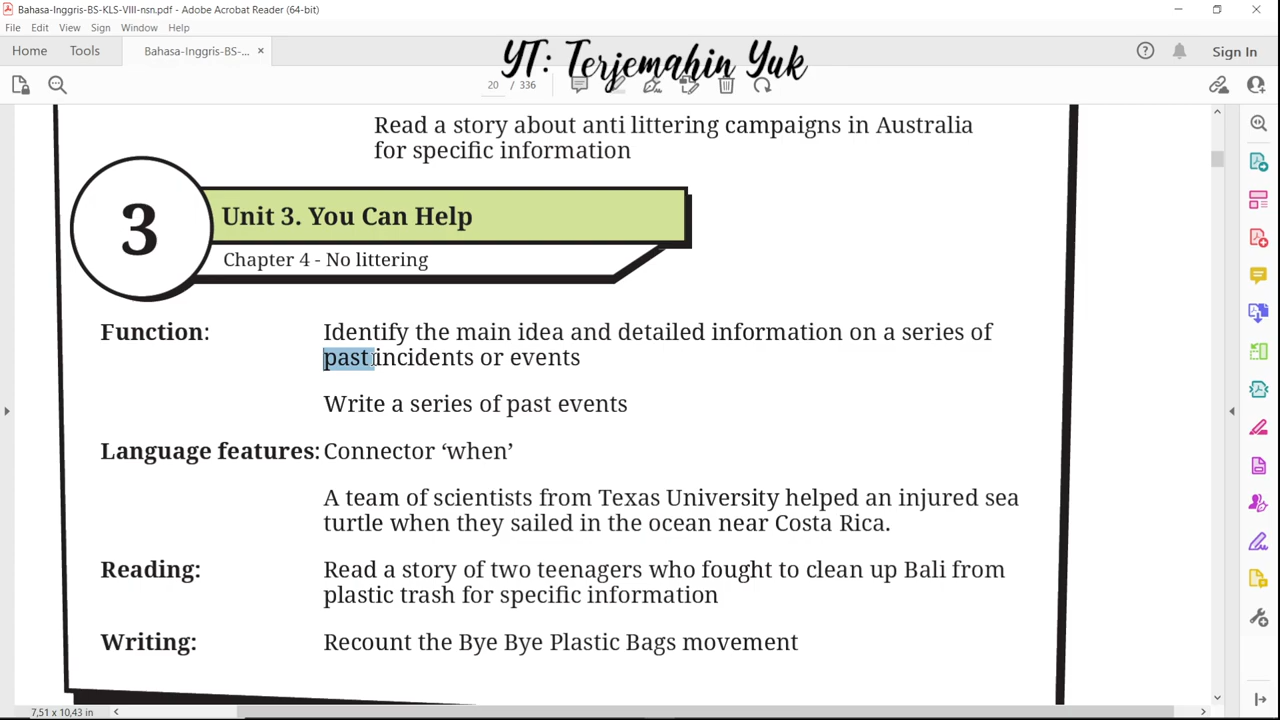 Bahasa-Inggris-BS-KLS-VIII-nsn.pdf - Adobe Acrobat Reader (64-bit)
File Edit View Sign Window Help
Home Tools Bahasa-Inggris-BS-... × Sign In
YT: Terjemahin Yuk
20 / 336
Read a story about anti littering campaigns in Australia
for specific information
3
Unit 3. You Can Help
Chapter 4 - No littering
Function: Identify the main idea and detailed information on a series of
past incidents or events
Write a series of past events
Language features: Connector ‘when’
A team of scientists from Texas University helped an injured sea
turtle when they sailed in the ocean near Costa Rica.
Reading: Read a story of two teenagers who fought to clean up Bali from
plastic trash for specific information
Writing: Recount the Bye Bye Plastic Bags movement
7,51 x 10,43 in